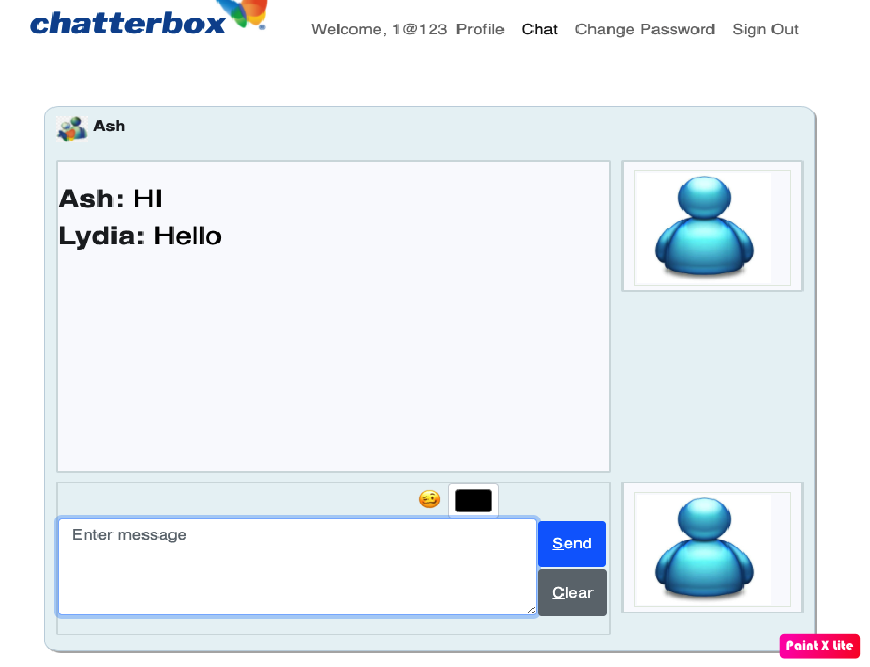 chatterbox
Welcome, 1@123 Profile Chat Change Password Sign Out
Ash
Ash: HI
Lydia: Hello
Enter message
Send
Clear
Paint X Lite